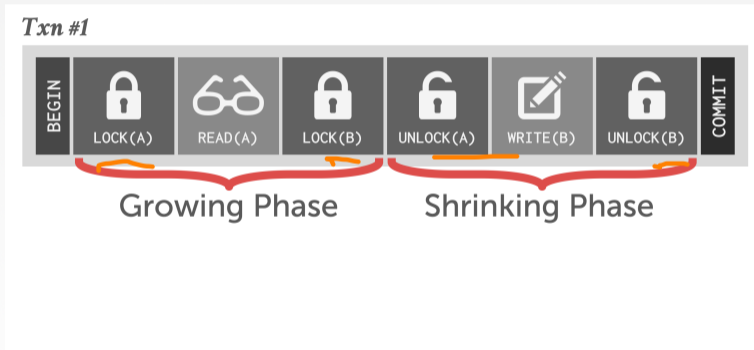 Txn #1
BEGIN LOCK(A) READ(A) LOCK(B) UNLOCK(A) WRITE(B) UNLOCK(B) COMMIT
Growing Phase Shrinking Phase